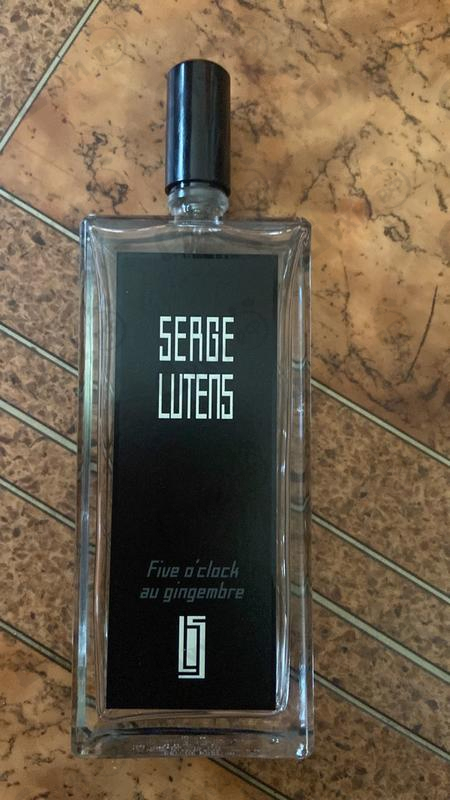 SERGE
LUTENS
Five o'clock
au gingembre